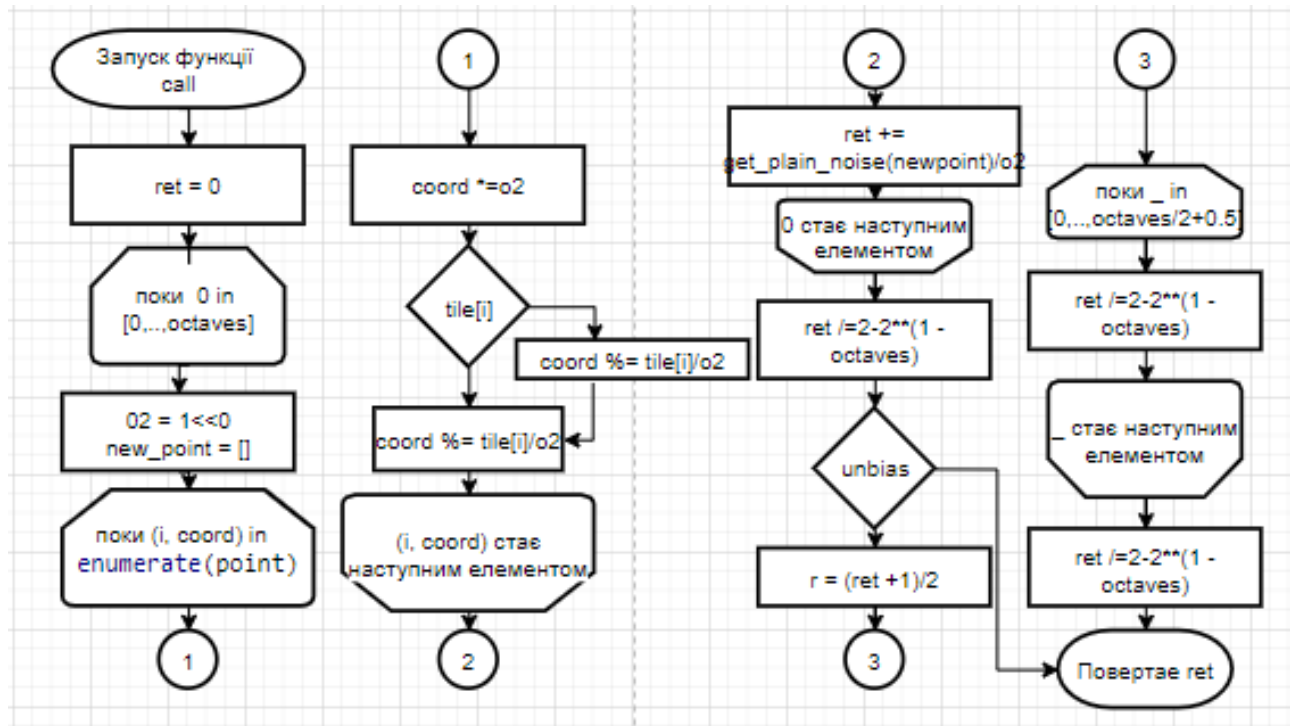 Запуск функції
call
ret = 0
поки 0 in
[0,..,octaves]
02 = 1<<0
new_point = []
поки (i, coord) in
enumerate(point)
1
1
coord *=o2
tile[i]
coord %= tile[i]/o2
coord %= tile[i]/o2
(i, coord) стає
наступним елементом
2
2
ret +=
get_plain_noise(newpoint)/o2
0 стає наступним
елементом
ret /=2-2**(1 -
octaves)
unbias
r = (ret +1)/2
3
3
поки _ in
[0,..,octaves/2+0.5]
ret /=2-2**(1 -
octaves)
_ стає наступним
елементом
ret /=2-2**(1 -
octaves)
Повертае ret